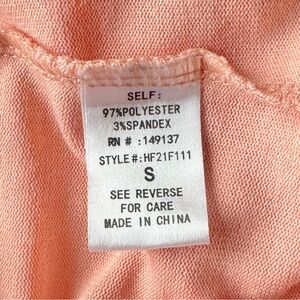 SELF:
97%POLYESTER
3%SPANDEX
RN # :149137
STYLE#:HF21F111
S
SEE REVERSE
FOR CARE
MADE IN CHINA